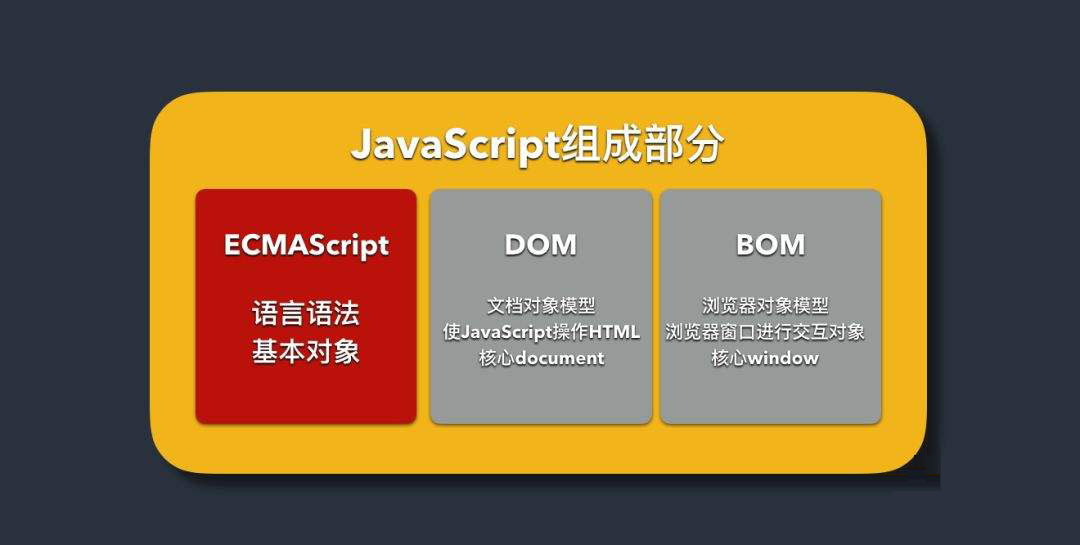 JavaScript组成部分
ECMAScript
语言语法
基本对象
DOM
文档对象模型
使JavaScript操作HTML
核心document
BOM
浏览器对象模型
浏览器窗口进行交互对象
核心window